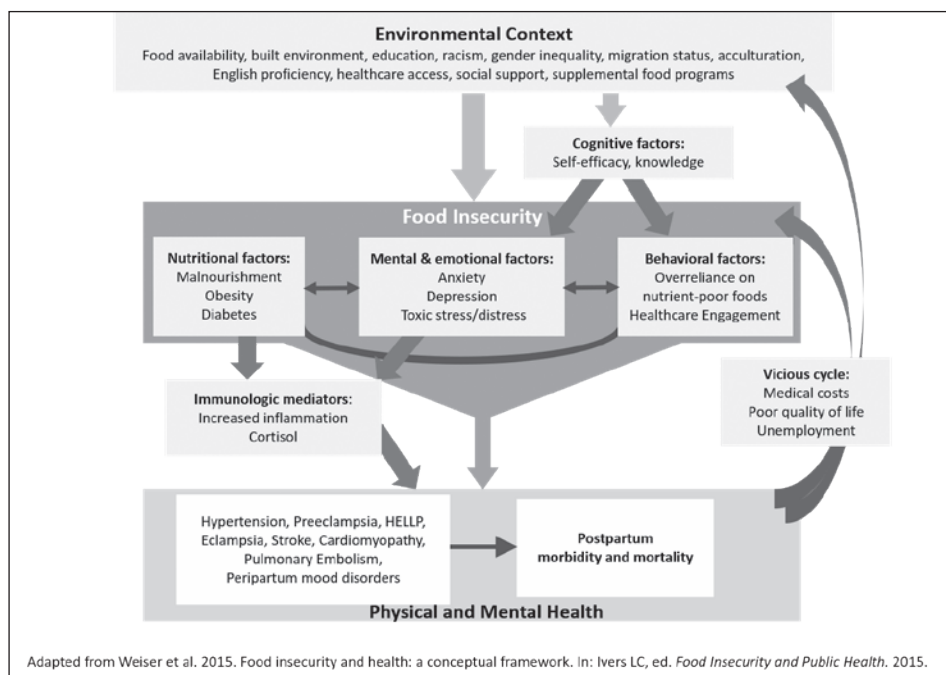 Environmental Context
Food availability, built environment, education, racism, gender inequality, migration status, acculturation,
English proficiency, healthcare access, social support, supplemental food programs
Cognitive factors:
Self-efficacy, knowledge
Food Insecurity
Nutritional factors:
Malnourishment
Obesity
Diabetes
Mental & emotional factors:
Anxiety
Depression
Toxic stress/distress
Behavioral factors:
Overreliance on
nutrient-poor foods
Healthcare Engagement
Immunologic mediators:
Increased inflammation
Cortisol
Vicious cycle:
Medical costs
Poor quality of life
Unemployment
Hypertension, Preeclampsia, HELLP,
Eclampsia, Stroke, Cardiomyopathy,
Pulmonary Embolism,
Peripartum mood disorders
Postpartum
morbidity and mortality
Physical and Mental Health
Adapted from Weiser et al. 2015. Food insecurity and health: a conceptual framework. In: Ivers LC, ed. Food Insecurity and Public Health. 2015.